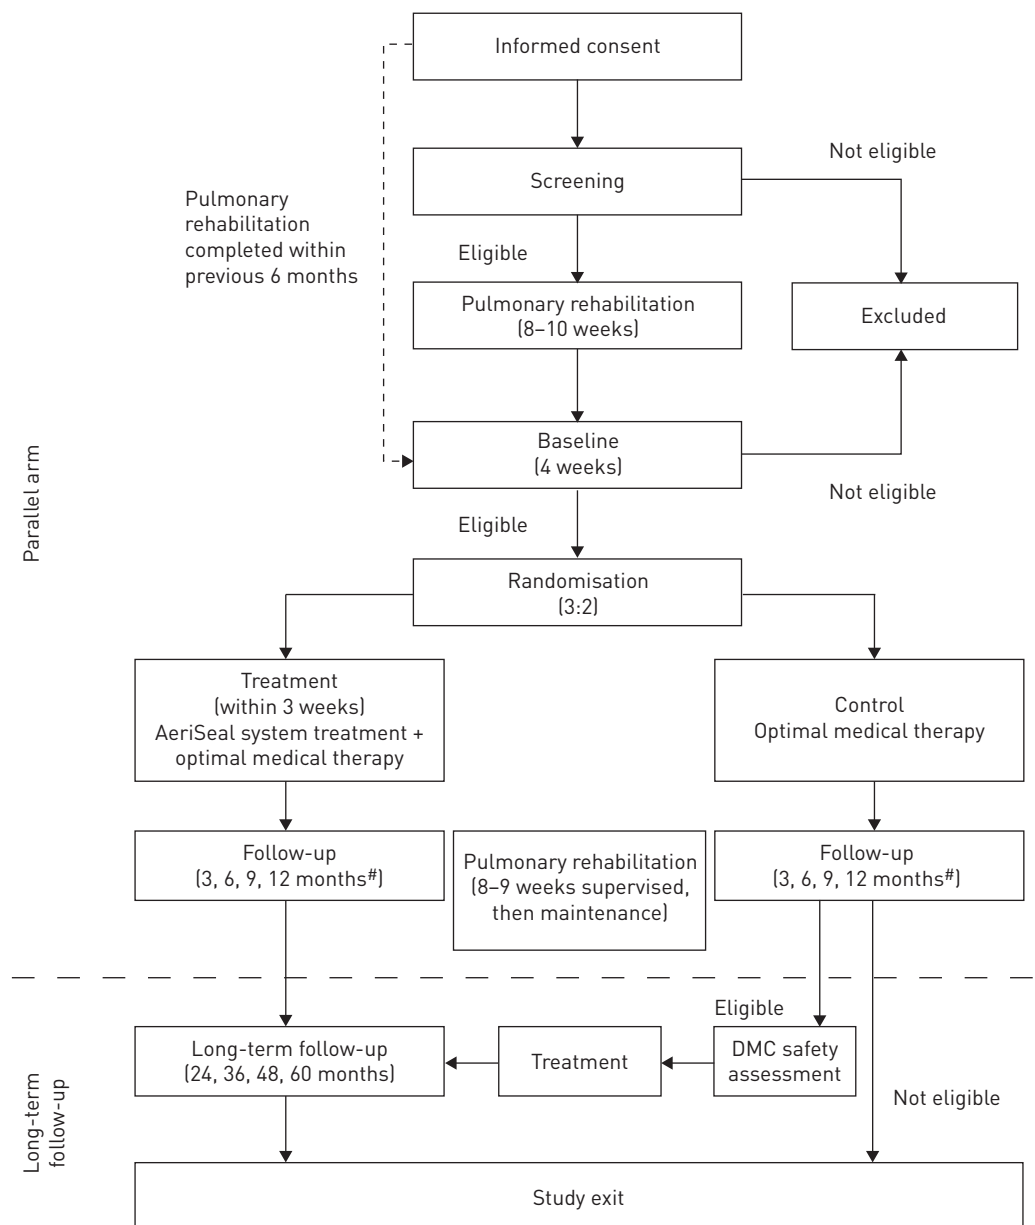 Informed consent
Screening
Not eligible
Pulmonary
rehabilitation
completed within
previous 6 months
Eligible
Pulmonary rehabilitation
(8–10 weeks)
Excluded
Baseline
(4 weeks)
Not eligible
Eligible
Parallel arm
Randomisation
(3:2)
Treatment
(within 3 weeks)
AeriSeal system treatment +
optimal medical therapy
Control
Optimal medical therapy
Follow-up
(3, 6, 9, 12 months#)
Pulmonary rehabilitation
(8–9 weeks supervised,
then maintenance)
Follow-up
(3, 6, 9, 12 months#)
Eligible
Long-term follow-up
(24, 36, 48, 60 months)
Treatment
DMC safety
assessment
Not eligible
Long-term
follow-up
Study exit